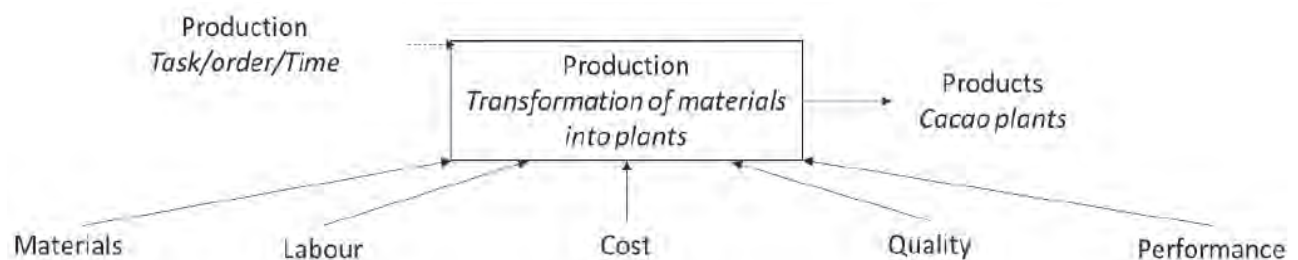 Production
Task/order/Time
Production
Transformation of materials
into plants
Products
Cacao plants
Materials
Labour
Cost
Quality
Performance